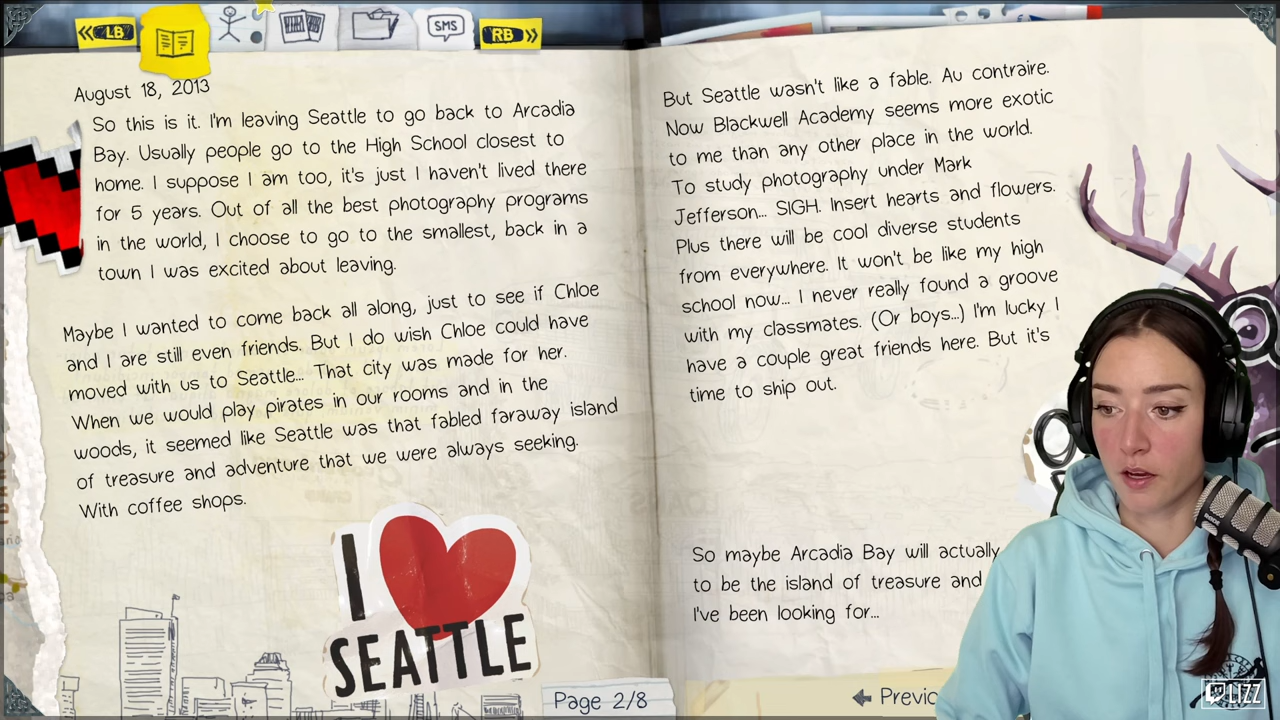 LB
SMS
RB
August 18, 2013
So this is it. I'm leaving Seattle to go back to Arcadia
Bay. Usually people go to the High School closest to
home. I suppose I am too, it's just I haven't lived there
for 5 years. Out of all the best photography programs
in the world, I choose to go to the smallest, back in a
town I was excited about leaving.
Maybe I wanted to come back all along, just to see if Chloe
and I are still even friends. But I do wish Chloe could have
moved with us to Seattle... That city was made for her.
When we would play pirates in our rooms and in the
woods, it seemed like Seattle was that fabled faraway island
of treasure and adventure that we were always seeking.
With coffee shops.
I
SEATTLE
Page 2/8
But Seattle wasn't like a fable. Au contraire.
Now Blackwell Academy seems more exotic
to me than any other place in the world.
To study photography under Mark
Jefferson... SIGH. Insert hearts and flowers.
Plus there will be cool diverse students
from everywhere. It won't be like my high
school now... I never really found a groove
with my classmates. (Or boys...) I'm lucky I
have a couple great friends here. But it's
time to ship out.
So maybe Arcadia Bay will actually
to be the island of treasure and
I've been looking for...
Previo
RODE
LIZZ